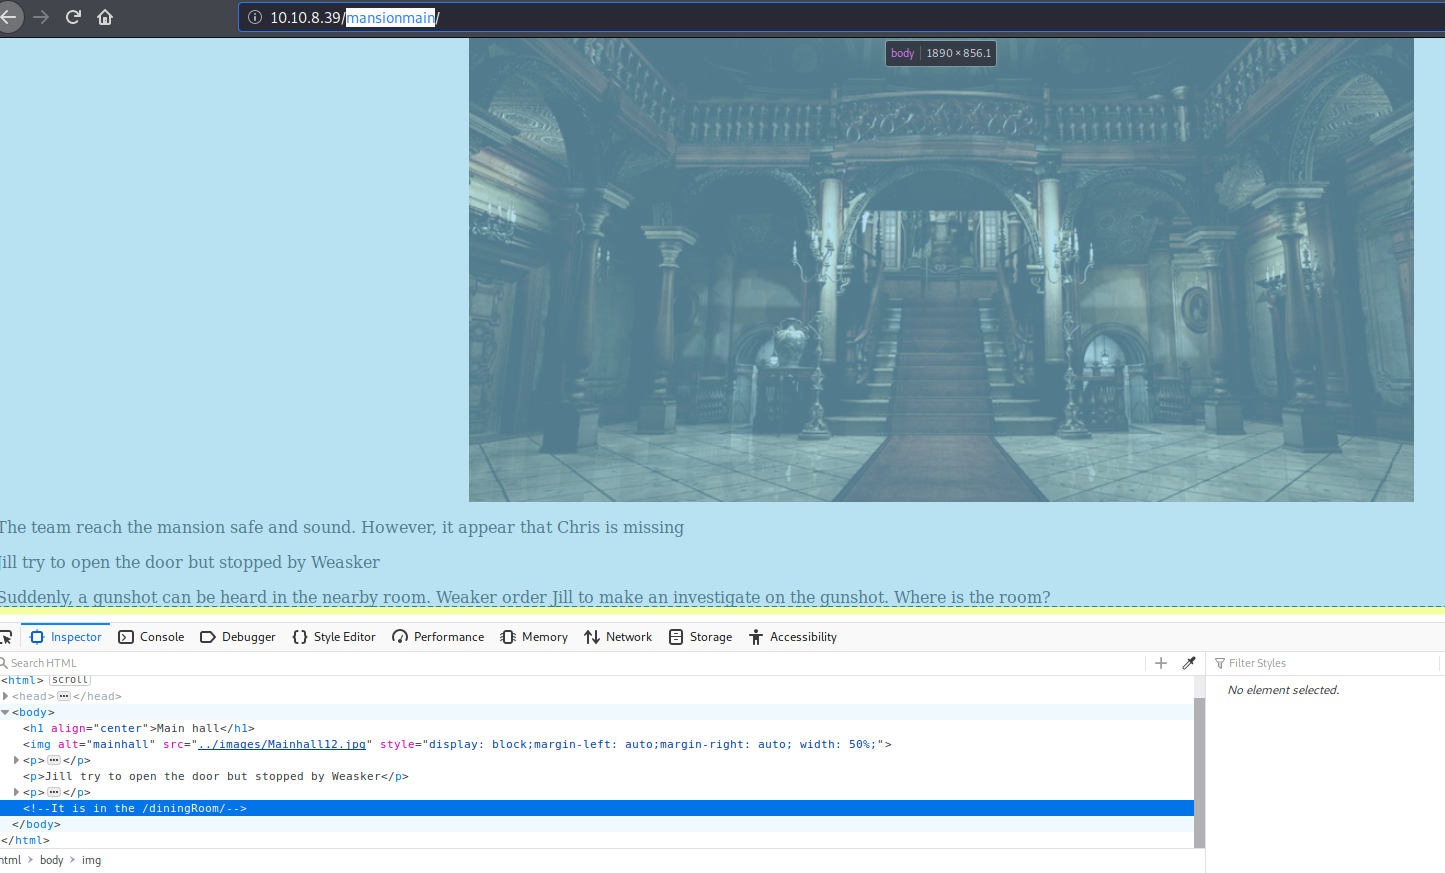 10.10.8.39/mansionmain/
body 1890 × 856.1
The team reach the mansion safe and sound. However, it appear that Chris is missing
Jill try to open the door but stopped by Weasker
Suddenly, a gunshot can be heard in the nearby room. Weaker order Jill to make an investigate on the gunshot. Where is the room?
Inspector Console Debugger Style Editor Performance Memory Network Storage Accessibility
Search HTML
Filter Styles
<html> scroll
No element selected.
<head> ••• </head>
<body>
<h1 align="center">Main hall</h1>
<img alt="mainhall" src="../images/Mainhall12.jpg" style="display: block;margin-left: auto;margin-right: auto; width: 50%;">
<p> ••• </p>
<p>Jill try to open the door but stopped by Weasker</p>
<p> ••• </p>
<!--It is in the /diningRoom/-->
</body>
</html>
html > body > img